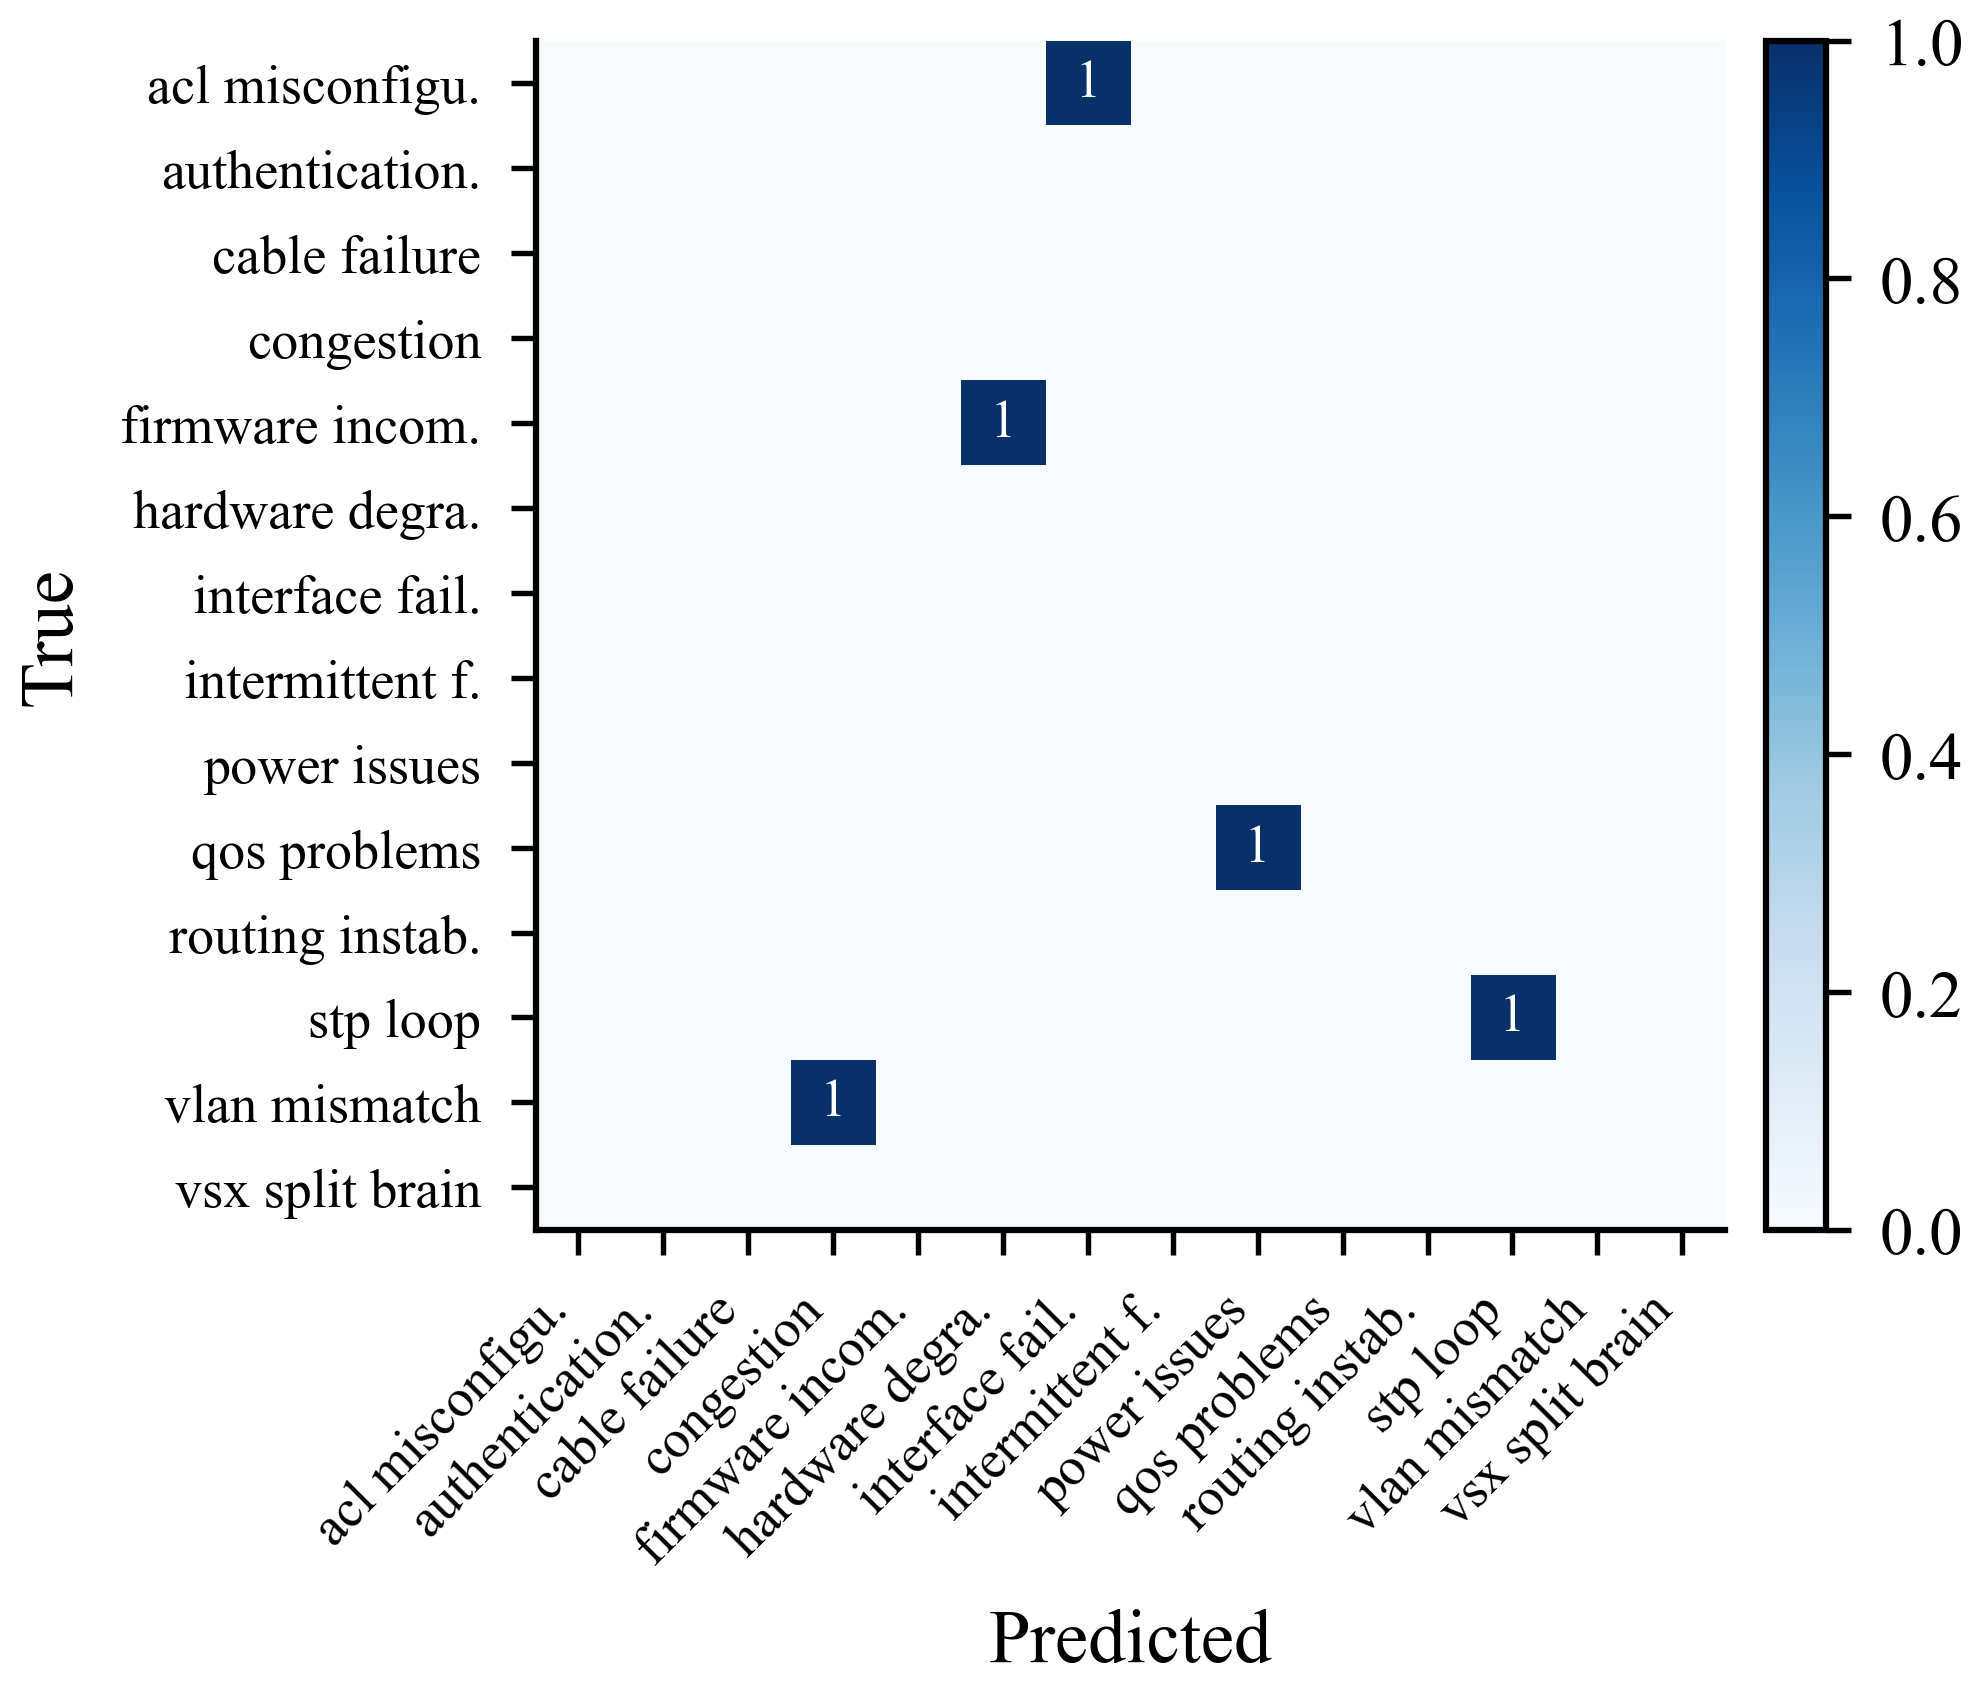 acl misconfigu.
authentication.
cable failure
congestion
firmware incom.
hardware degra.
interface fail.
intermittent f.
power issues
qos problems
routing instab.
stp loop
vlan mismatch
vsx split brain
True
1
1
1
1
1
1.0
0.8
0.6
0.4
0.2
0.0
acl misconfigu.
authentication.
cable failure
congestion
firmware incom.
hardware degra.
interface fail.
intermittent f.
power issues
qos problems
routing instab.
stp loop
vlan mismatch
vsx split brain
Predicted